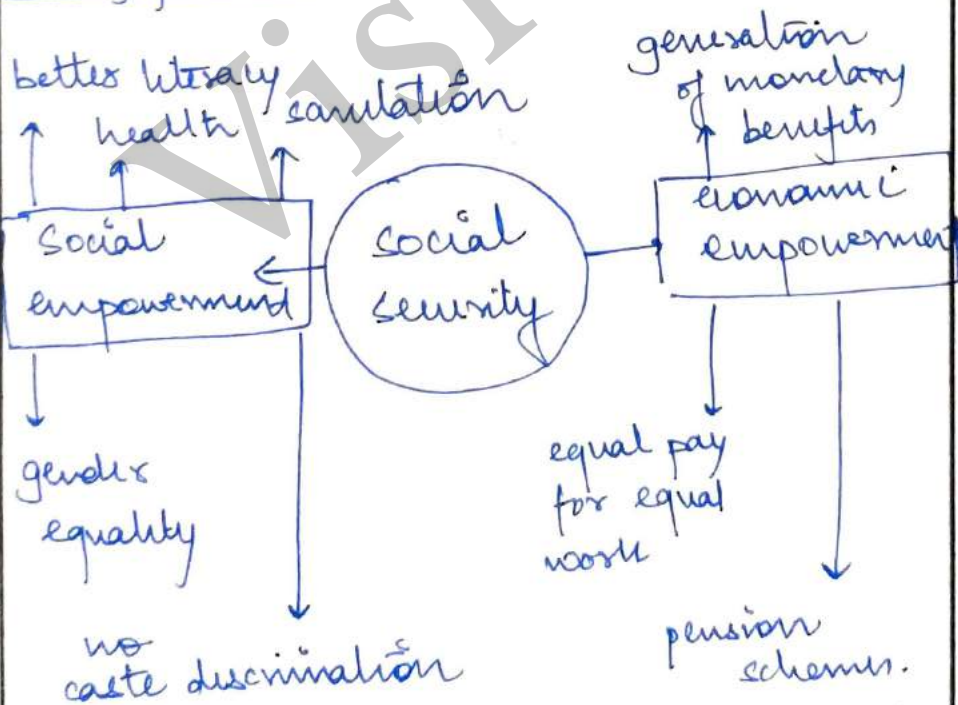 better literacy
health
sanitation
generation
of monetary
benefits
Social
empowerment
social
security
economic
empowerment
gender
equality
equal pay
for equal
work
no
caste discrimination
pension
schemes.
Visi